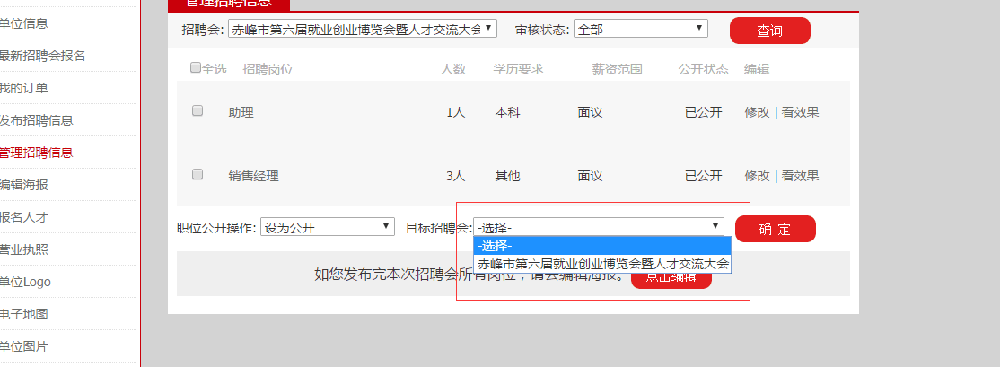 管理招聘信息
单位信息
最新招聘会报名
我的订单
发布招聘信息
管理招聘信息
编辑海报
报名人才
营业执照
单位Logo
电子地图
单位图片
招聘会: 赤峰市第六届就业创业博览会暨人才交流大会 审核状态: 全部 查询
全选 招聘岗位 人数 学历要求 薪资范围 公开状态 编辑
助理 1人 本科 面议 已公开 修改 | 看效果
销售经理 3人 其他 面议 已公开 修改 | 看效果
职位公开操作: 设为公开 目标招聘会: -选择- 确 定
-选择-
赤峰市第六届就业创业博览会暨人才交流大会
如您发布完本次招聘会所有岗位，请去编辑海报。 点击编辑